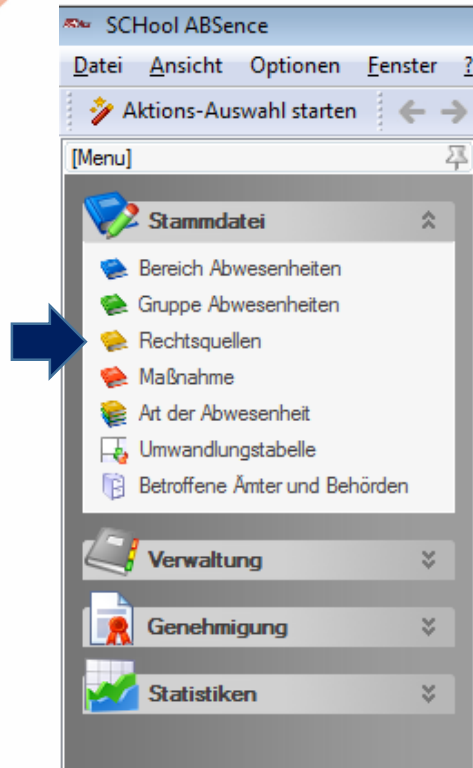 SCHool ABSence
Datei Ansicht Optionen Fenster ?
Aktions-Auswahl starten
[Menu]
Stammdatei
Bereich Abwesenheiten
Gruppe Abwesenheiten
Rechtsquellen
Maßnahme
Art der Abwesenheit
Umwandlungstabelle
Betroffene Ämter und Behörden
Verwaltung
Genehmigung
Statistiken